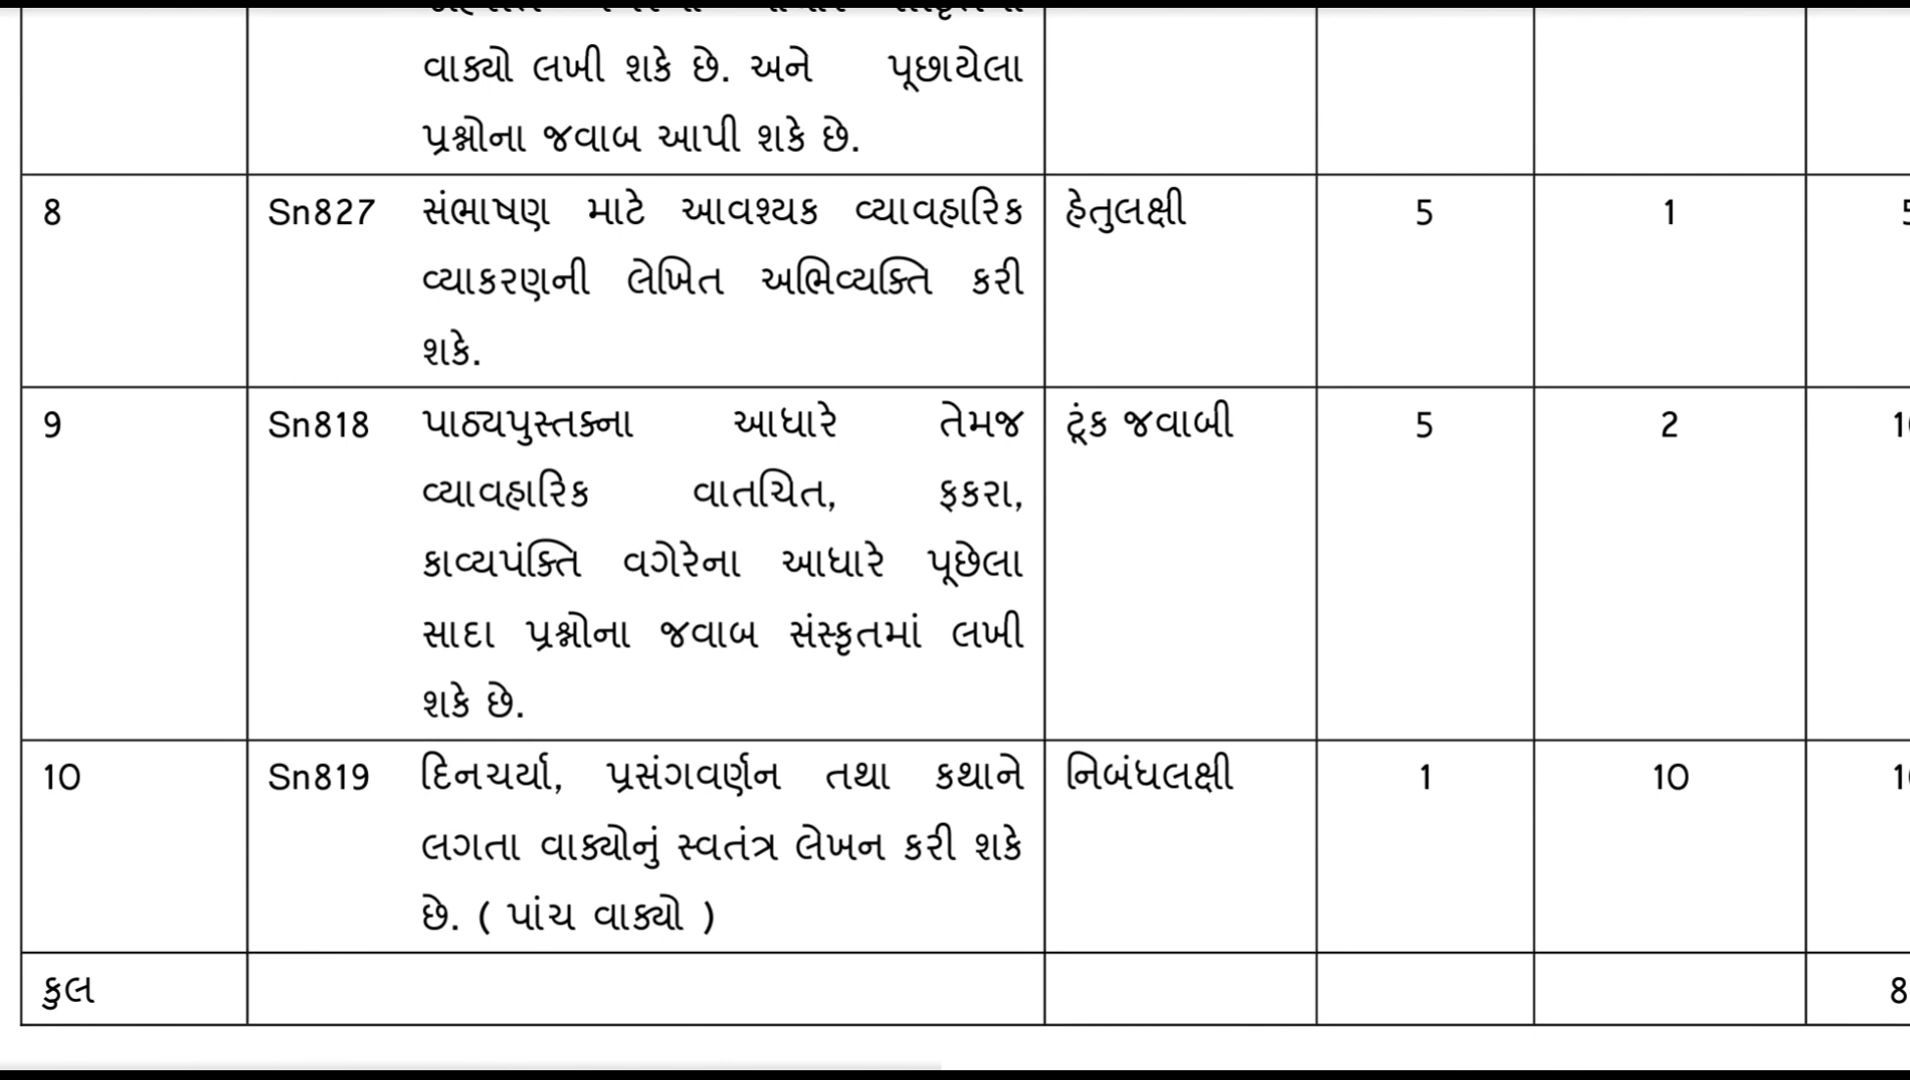 વાક્યો લખી શકે છે. અને પૂછાયેલા
પ્રશ્નોના જવાબ આપી શકે છે.
8 Sn827 સંભાષણ માટે આવશ્યક વ્યાવહારિક હેતુલક્ષી 5 1 5
વ્યાકરણની લેખિત અભિવ્યક્તિ કરી
શકે.
9 Sn818 પાઠ્યપુસ્તક્ના આધારે તેમજ ટૂંક જવાબી 5 2
વ્યાવહારિક વાતચિત, ફકરા,
કાવ્યપંક્તિ વગેરેના આધારે પૂછેલા
સાદા પ્રશ્નોના જવાબ સંસ્કૃતમાં લખી
શકે છે.
10 Sn819 દિનચર્યા, પ્રસંગવર્ણન તથા કથાને નિબંધલક્ષી 1 10
લગતા વાક્યોનું સ્વતંત્ર લેખન કરી શકે
છે. ( પાંચ વાક્યો )
કુલ